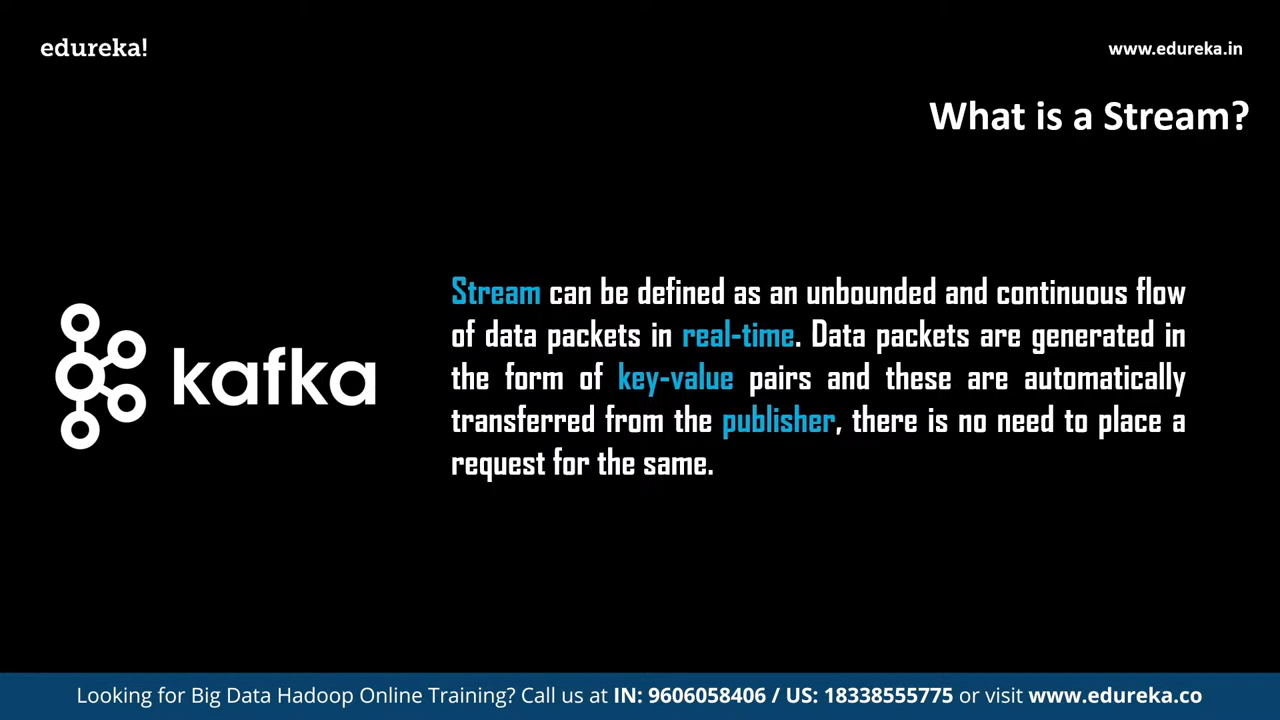 edureka!
www.edureka.in
What is a Stream?
kafka
Stream can be defined as an unbounded and continuous flow
of data packets in real-time. Data packets are generated in
the form of key-value pairs and these are automatically
transferred from the publisher, there is no need to place a
request for the same.
Looking for Big Data Hadoop Online Training? Call us at IN: 9606058406 / US: 18338555775 or visit www.edureka.co